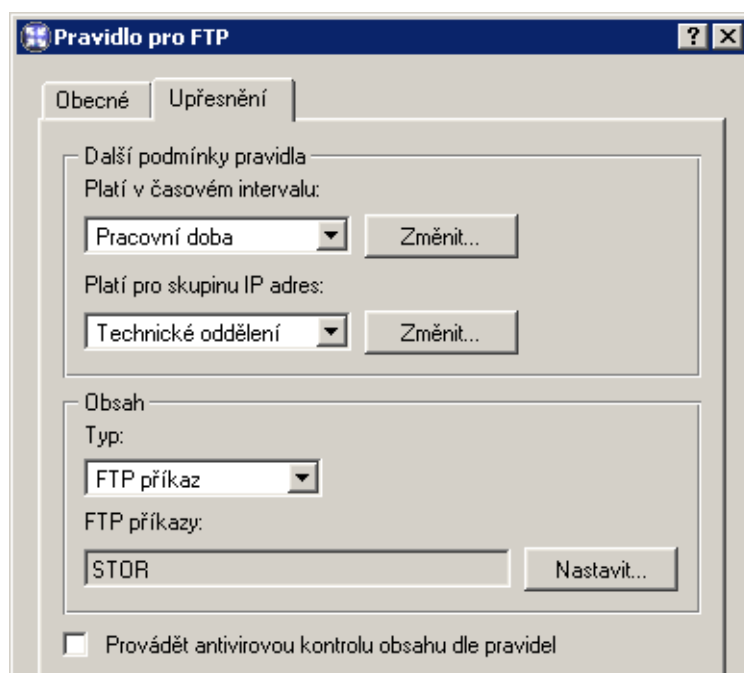 Pravidlo pro FTP
Obecné Upřesnění
Další podmínky pravidla
Platí v časovém intervalu:
Pracovní doba Změnit...
Platí pro skupinu IP adres:
Technické oddělení Změnit...
Obsah
Typ:
FTP příkaz
FTP příkazy:
STOR Nastavit...
Provádět antivirovou kontrolu obsahu dle pravidel